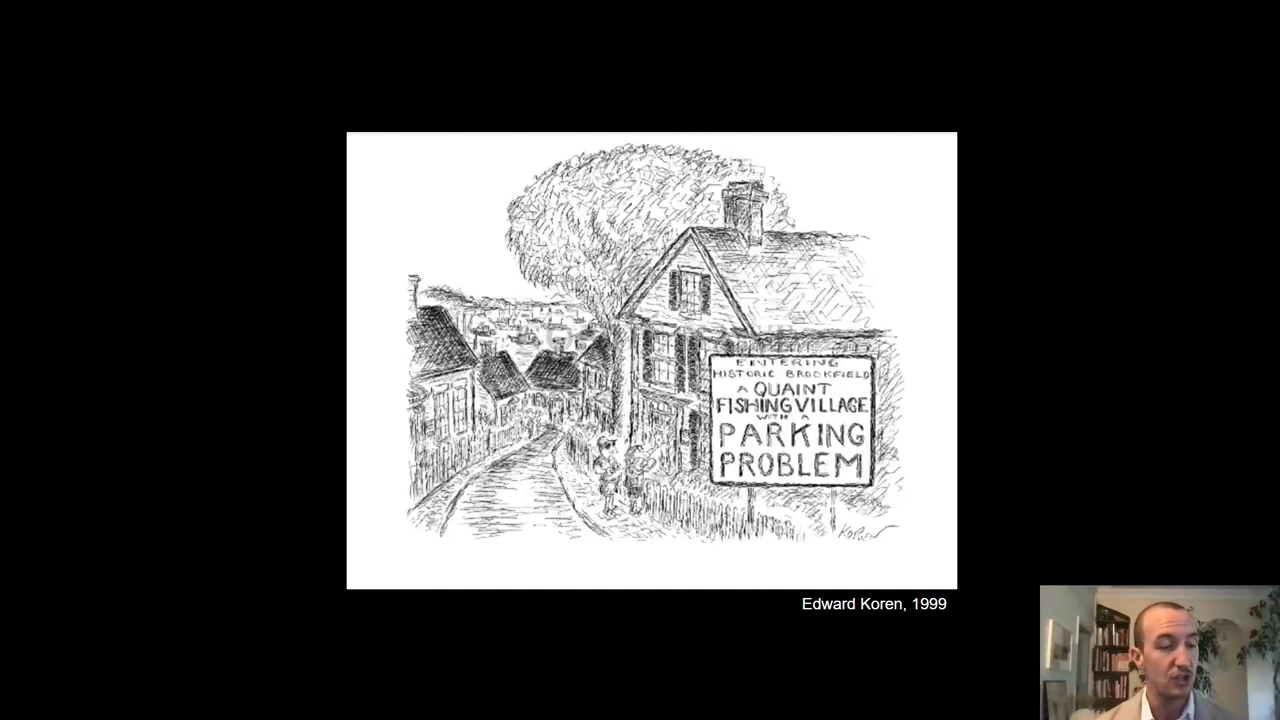 ENTERING
HISTORIC BROOKFIELD
A QUAINT
FISHING VILLAGE
WITH A
PARKING
PROBLEM
KOREN
Edward Koren, 1999